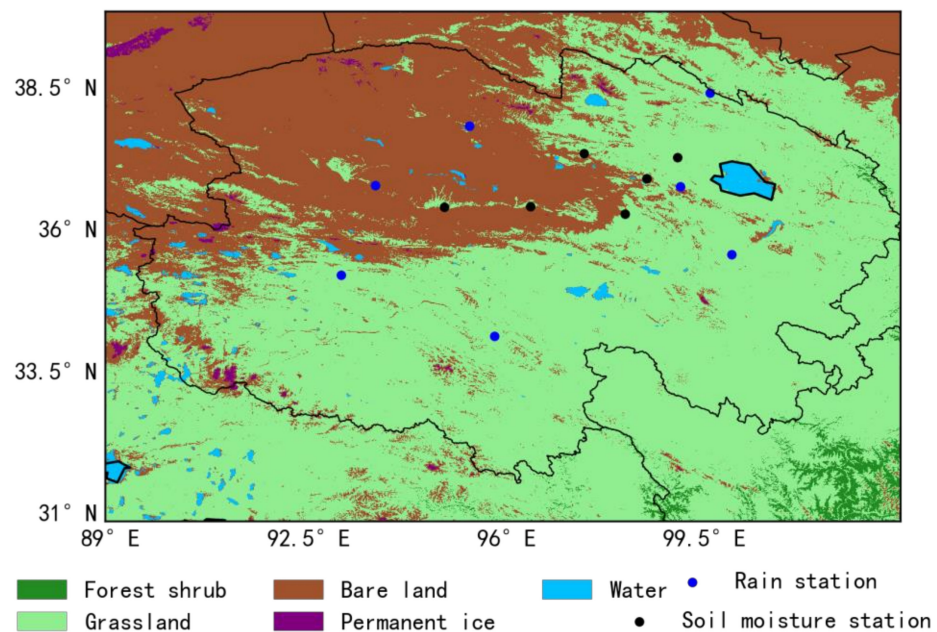 38.5° N
36° N
33.5° N
31° N
89° E 92.5° E 96° E 99.5° E
Forest shrub Bare land Water Rain station
Grassland Permanent ice Soil moisture station